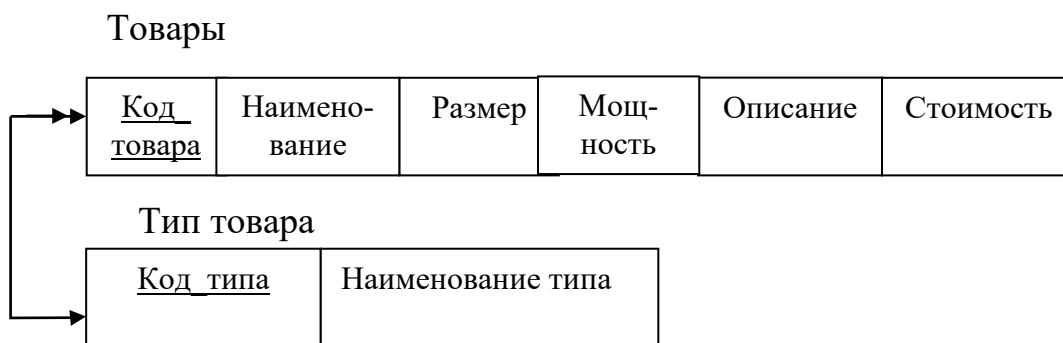 Товары
Код_
товара
Наимено-
вание
Размер
Мощ-
ность
Описание
Стоимость
Тип товара
Код_типа
Наименование типа